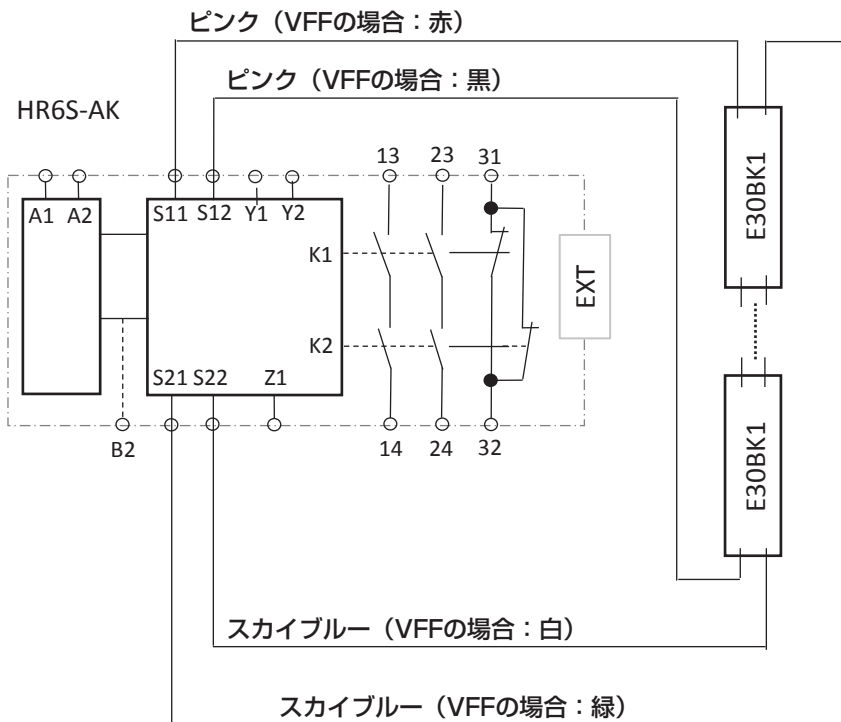 ピンク（VFFの場合：赤）
ピンク（VFFの場合：黒）
HR6S-AK
13 23 31
A1 A2 S11 S12 Y1 Y2
E30BK1
K1
EXT
K2
S21 S22 Z1
B2 14 24 32
E30BK1
スカイブルー（VFFの場合：白）
スカイブルー（VFFの場合：緑）